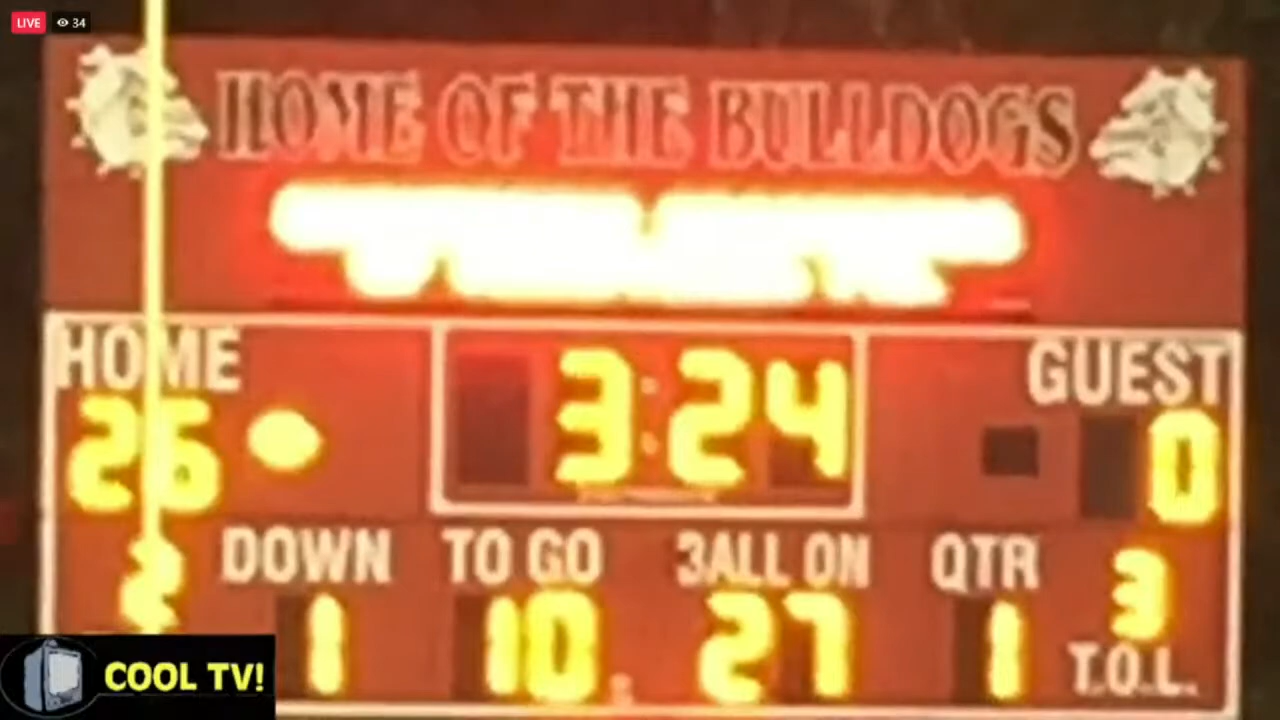 LIVE 34
HOME OF THE BULLDOGS
HOME 3:24 GUEST
26 0
DOWN TO GO BALL ON QTR 3
1 10 27 1 T.O.L.
COOL TV!